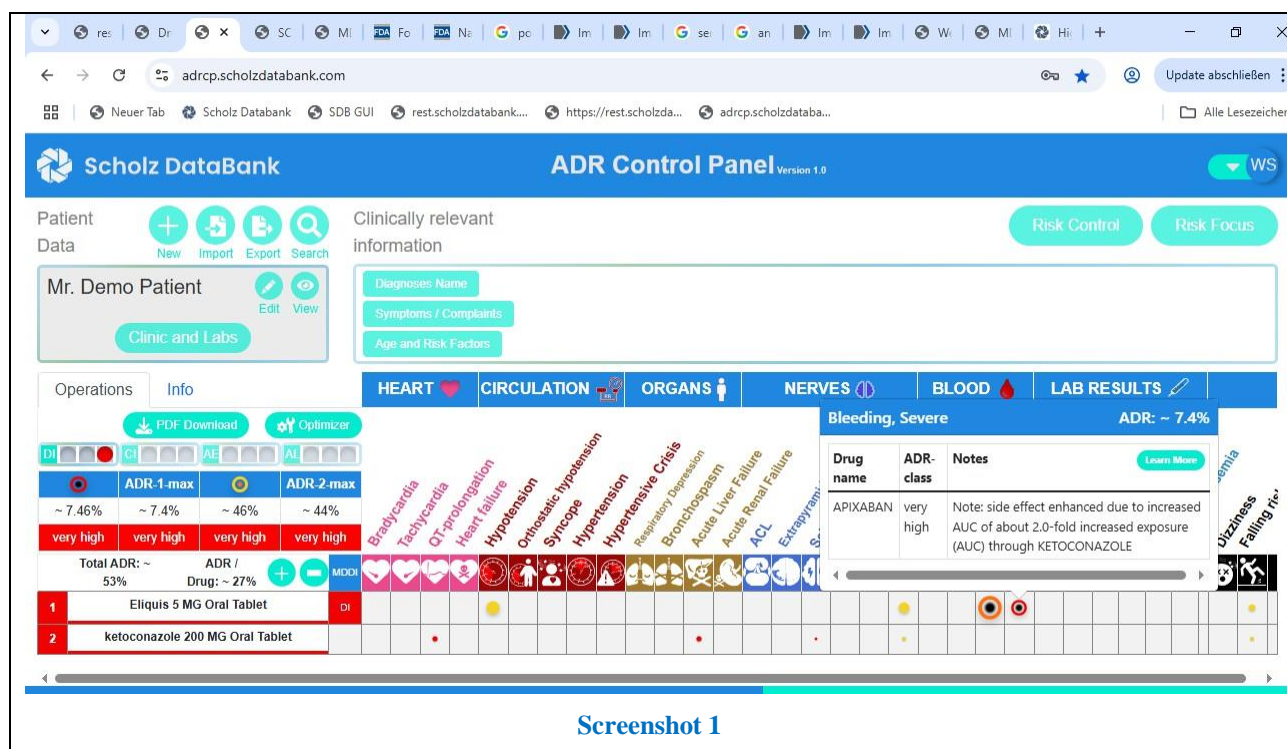 res
Dr
SC
MI
FDA Fo
FDA Na
G po
Im
Im
G se
G an
Im
Im
We
MI
Hi
adrcp.scholzdatabank.com
Update abschließen
Neuer Tab Scholz Databank SDB GUI rest.scholzdatabank.... https://rest.scholzda... adrcp.scholzdataba...
Alle Lesezeichen
Scholz DataBank
ADR Control Panel Version 1.0
WS
Patient
Data
New Import Export Search
Clinically relevant
information
Risk Control Risk Focus
Mr. Demo Patient
Edit View
Clinic and Labs
Diagnoses Name
Symptoms / Complaints
Age and Risk Factors
Operations Info
HEART CIRCULATION ORGANS NERVES BLOOD LAB RESULTS
PDF Download Optimizer
DI CI AE AL
ADR-1-max ADR-2-max
~ 7.46% ~ 7.4% ~ 46% ~ 44%
very high very high very high very high
Total ADR: ~
53%
ADR /
Drug: ~ 27%
MDDI
Bradycardia
Tachycardia
QT-prolongation
Heart failure
Hypotension
Orthostatic hypotension
Syncope
Hypertension
Hypertensive Crisis
Respiratory Depression
Bronchospasm
Acute Liver Failure
Acute Renal Failure
ACL
Extrapyrami
Dizziness
Falling ris
Bleeding, Severe ADR: ~ 7.4%
Drug
name
ADR-
class
Notes
Learn More
APIXABAN
very
high
Note: side effect enhanced due to increased
AUC of about 2.0-fold increased exposure
(AUC) through KETOCONAZOLE
1 Eliquis 5 MG Oral Tablet DI
2 ketoconazole 200 MG Oral Tablet
Screenshot 1